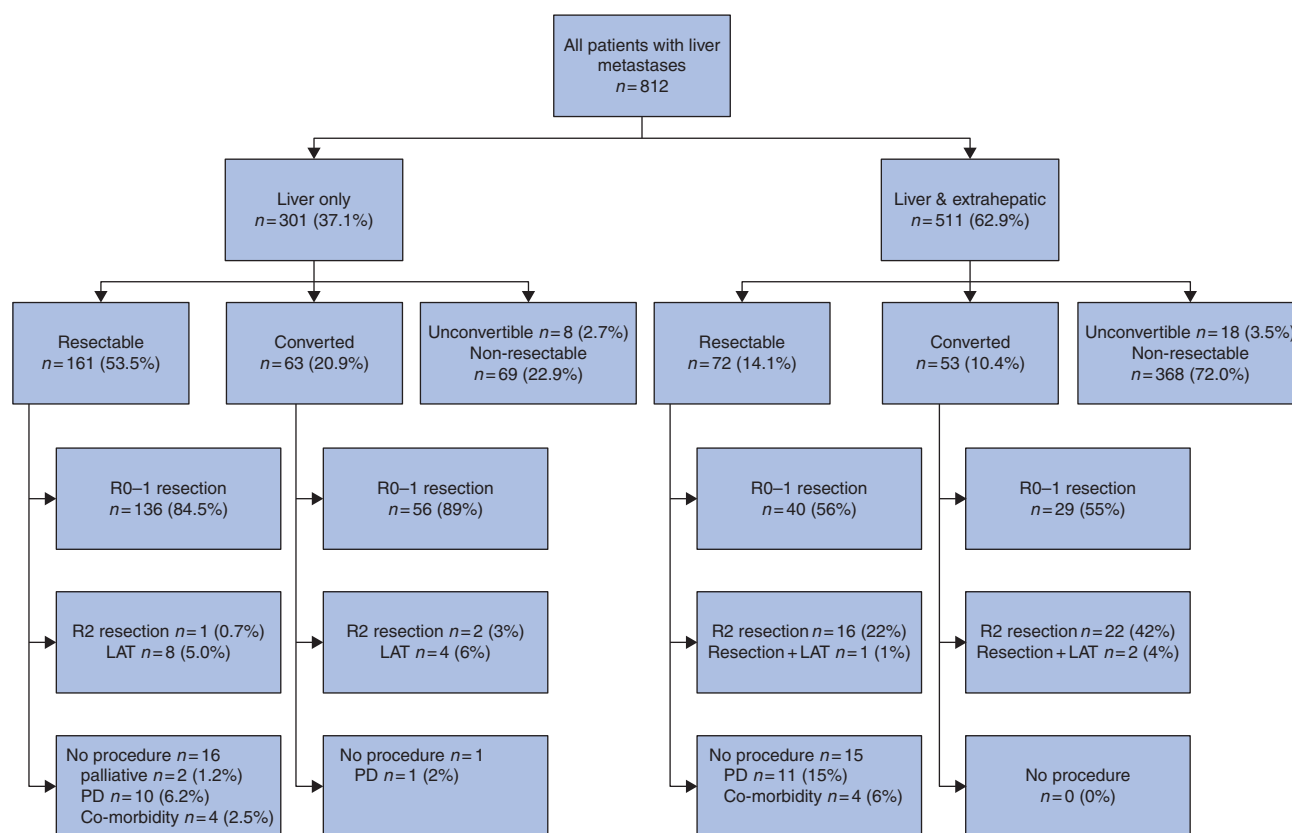 All patients with liver
metastases
n=812
Liver only
n=301 (37.1%)
Liver & extrahepatic
n=511 (62.9%)
Resectable
n=161 (53.5%)
Converted
n=63 (20.9%)
Unconvertible n=8 (2.7%)
Non-resectable
n=69 (22.9%)
Resectable
n=72 (14.1%)
Converted
n=53 (10.4%)
Unconvertible n=18 (3.5%)
Non-resectable
n=368 (72.0%)
R0–1 resection
n=136 (84.5%)
R0–1 resection
n=56 (89%)
R0–1 resection
n=40 (56%)
R0–1 resection
n=29 (55%)
R2 resection n=1 (0.7%)
LAT n=8 (5.0%)
R2 resection n=2 (3%)
LAT n=4 (6%)
R2 resection n=16 (22%)
Resection+LAT n=1 (1%)
R2 resection n=22 (42%)
Resection+LAT n=2 (4%)
No procedure n=16
palliative n=2 (1.2%)
PD n=10 (6.2%)
Co-morbidity n=4 (2.5%)
No procedure n=1
PD n=1 (2%)
No procedure n=15
PD n=11 (15%)
Co-morbidity n=4 (6%)
No procedure
n=0 (0%)